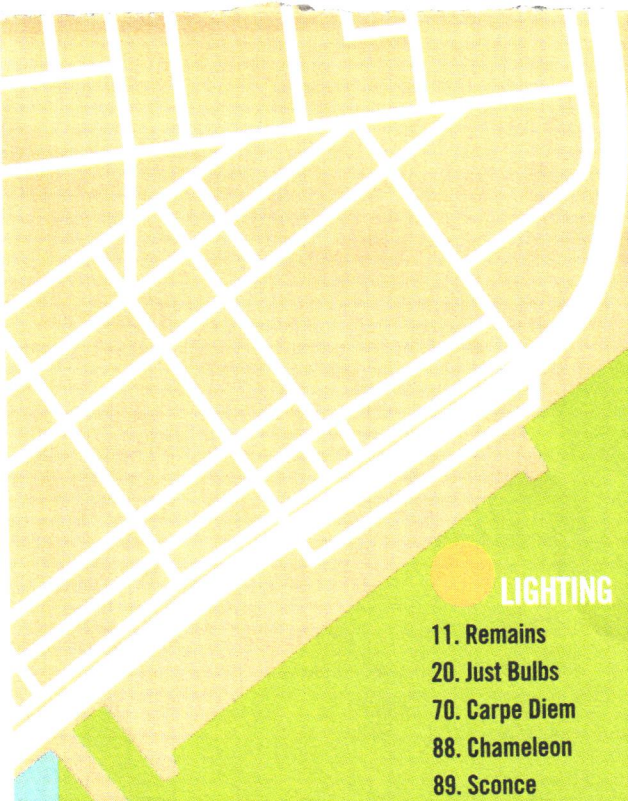 LIGHTING
11. Remains
20. Just Bulbs
70. Carpe Diem
88. Chameleon
89. Sconce